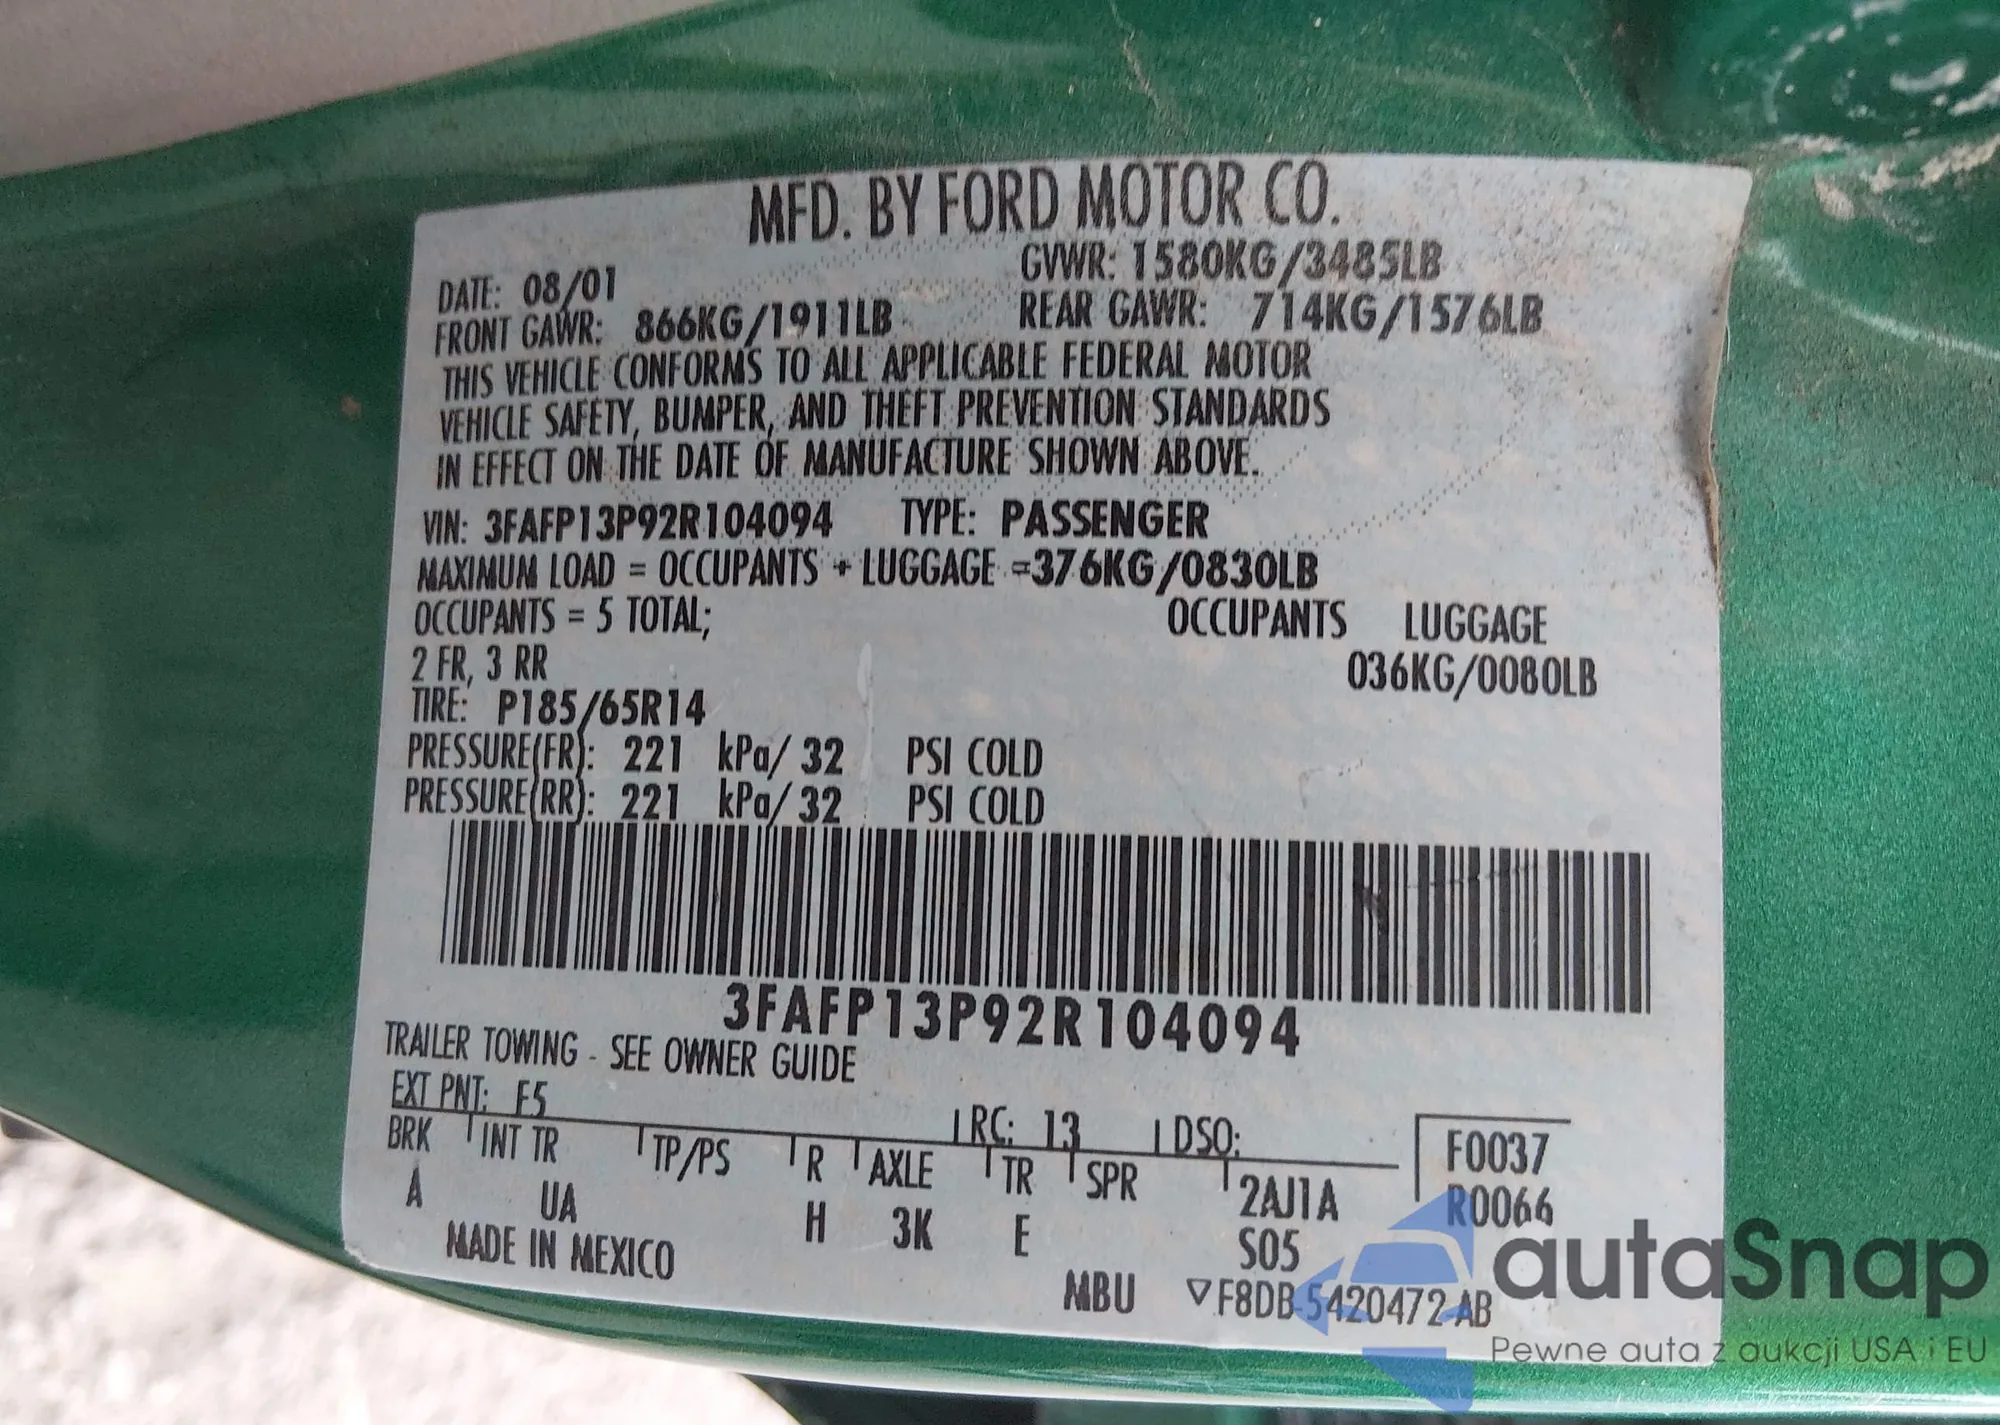 MFD. BY FORD MOTOR CO.
DATE: 08/01 GVWR: 1580KG/3485LB
FRONT GAWR: 866KG/1911LB REAR GAWR: 714KG/1576LB
THIS VEHICLE CONFORMS TO ALL APPLICABLE FEDERAL MOTOR
VEHICLE SAFETY, BUMPER, AND THEFT PREVENTION STANDARDS
IN EFFECT ON THE DATE OF MANUFACTURE SHOWN ABOVE.
VIN: 3FAFP13P92R104094 TYPE: PASSENGER
MAXIMUM LOAD = OCCUPANTS + LUGGAGE =376KG/0830LB
OCCUPANTS = 5 TOTAL; OCCUPANTS LUGGAGE
2 FR, 3 RR 036KG/0080LB
TIRE: P185/65R14
PRESSURE(FR): 221 kPa/ 32 PSI COLD
PRESSURE(RR): 221 kPa/ 32 PSI COLD
3FAFP13P92R104094
TRAILER TOWING - SEE OWNER GUIDE
EXT PNT: F5 RC: 13 DSO: F0037
BRK INT TR TP/PS R AXLE TR SPR 2AJ1A R0066
A UA H 3K E S05
MADE IN MEXICO MBU ▽F8DB-5420472-AB
autaSnap
Pewne auta z aukcji USA i EU